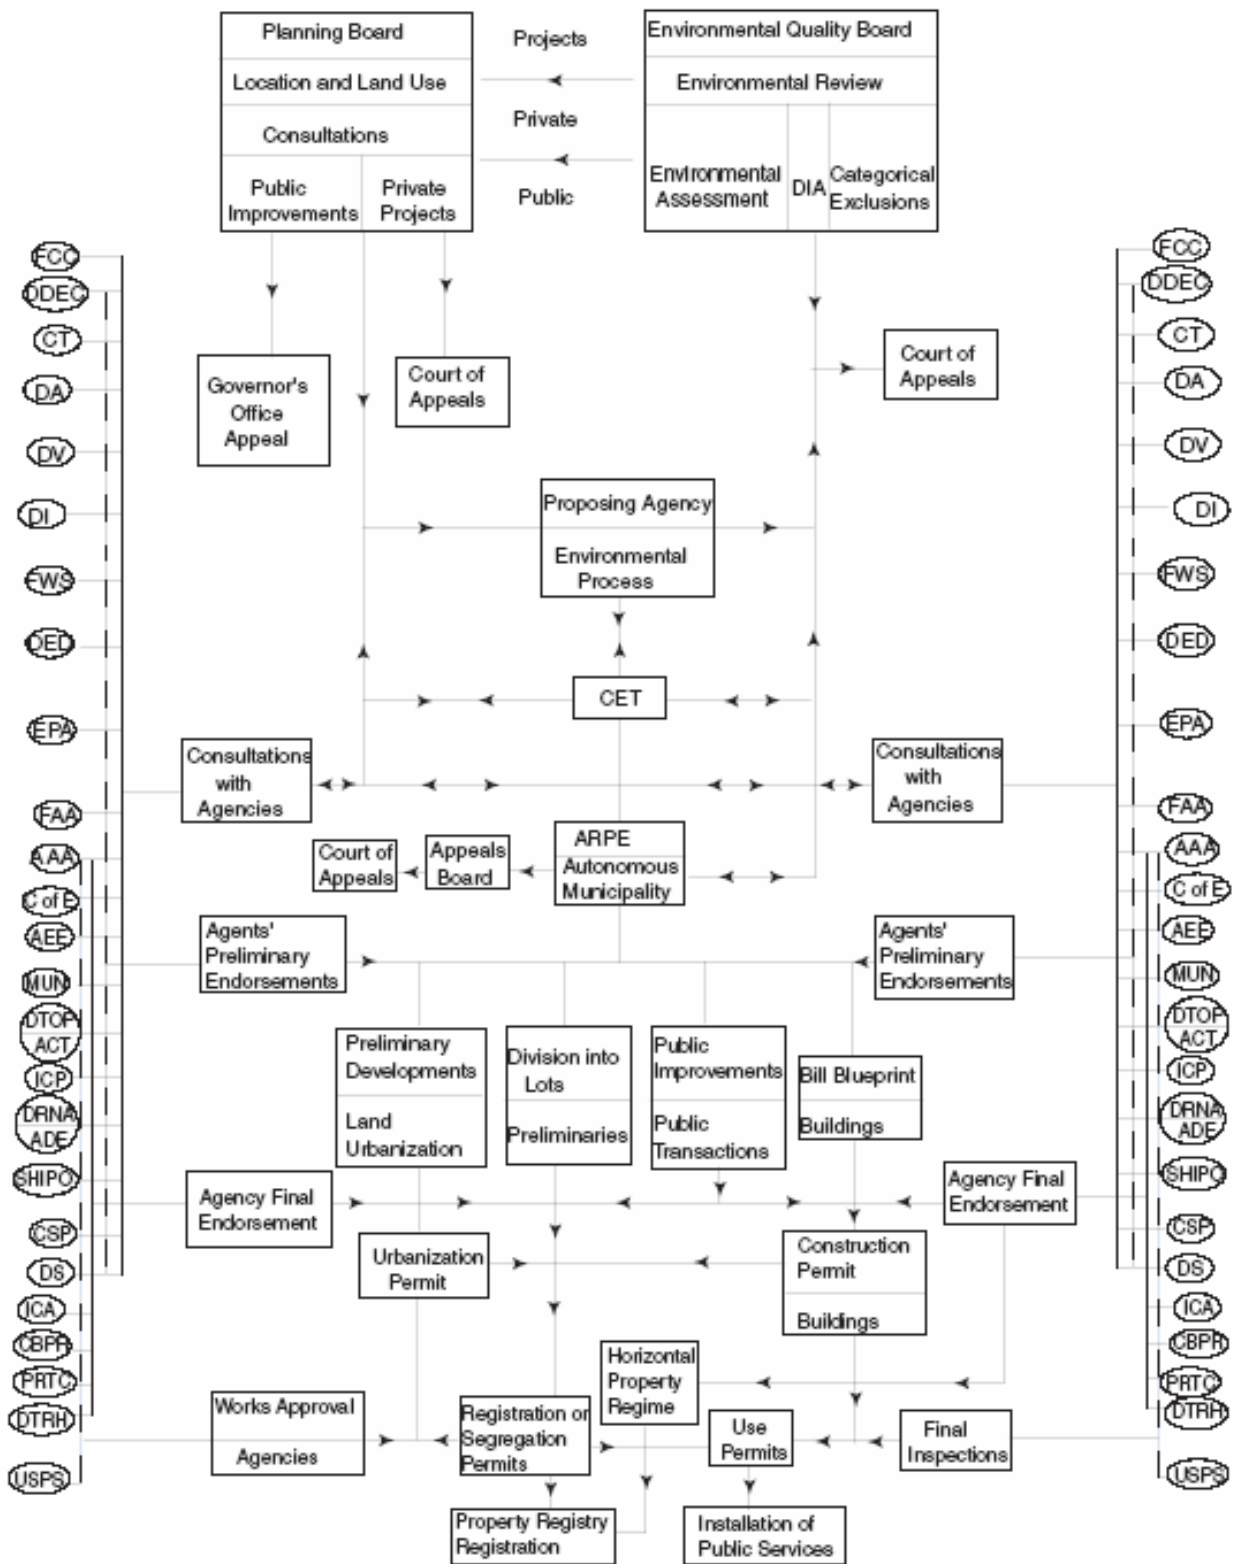 Planning Board
Location and Land Use
Consultations
Public
Improvements
Private
Projects
Projects
Private
Public
Environmental Quality Board
Environmental Review
Environmental
Assessment
DIA
Categorical
Exclusions
FCC
DDEC
CT
DA
DV
DI
FWS
DED
EPA
FAA
AAA
C of E
AEE
MUN
DTOP
ACT
ICP
DRNA
ADE
SHIPO
CSP
DS
ICA
CBPR
PRTC
DTRH
USPS
Governor's
Office
Appeal
Court of
Appeals
Court of
Appeals
Proposing Agency
Environmental
Process
CET
Consultations
with
Agencies
Consultations
with
Agencies
Court of
Appeals
Appeals
Board
ARPE
Autonomous
Municipality
Agents'
Preliminary
Endorsements
Agents'
Preliminary
Endorsements
Preliminary
Developments
Land
Urbanization
Division into
Lots
Preliminaries
Public
Improvements
Public
Transactions
Bill Blueprint
Buildings
Agency Final
Endorsement
Agency Final
Endorsement
Urbanization
Permit
Construction
Permit
Buildings
Horizontal
Property
Regime
Works Approval
Agencies
Registration or
Segregation
Permits
Use
Permits
Final
Inspections
Property Registry
Registration
Installation of
Public Services
FCC
DDEC
CT
DA
DV
DI
FWS
DED
EPA
FAA
AAA
C of E
AEE
MUN
DTOP
ACT
ICP
DRNA
ADE
SHIPO
CSP
DS
ICA
CBPR
PRTC
DTRH
USPS